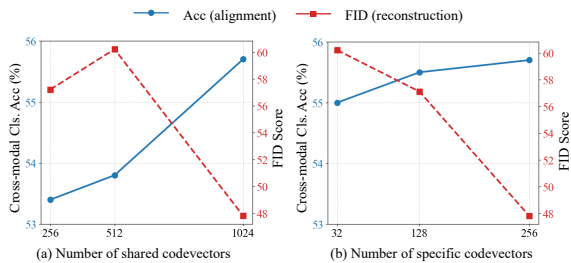 Acc (alignment) FID (reconstruction)
56
55
54
53
Cross-modal Cls. Acc (%)
60
58
56
54
52
50
48
FID Score
256 512 1024
(a) Number of shared codevectors
56
55
54
53
Cross-modal Cls. Acc (%)
60
58
56
54
52
50
48
FID Score
32 128 256
(b) Number of specific codevectors